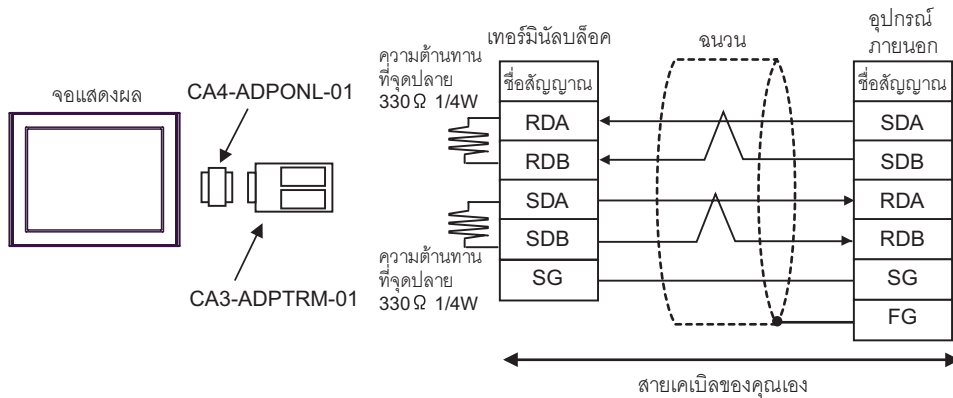 จอแสดงผล
CA4-ADPONL-01
CA3-ADPTRM-01
ความต้านทาน
ที่จุดปลาย
330Ω 1/4W
ความต้านทาน
ที่จุดปลาย
330Ω 1/4W
เทอร์มินัลบล็อค
ชื่อสัญญาณ
RDA
RDB
SDA
SDB
SG
ฉนวน
อุปกรณ์
ภายนอก
ชื่อสัญญาณ
SDA
SDB
RDA
RDB
SG
FG
สายเคเบิลของคุณเอง